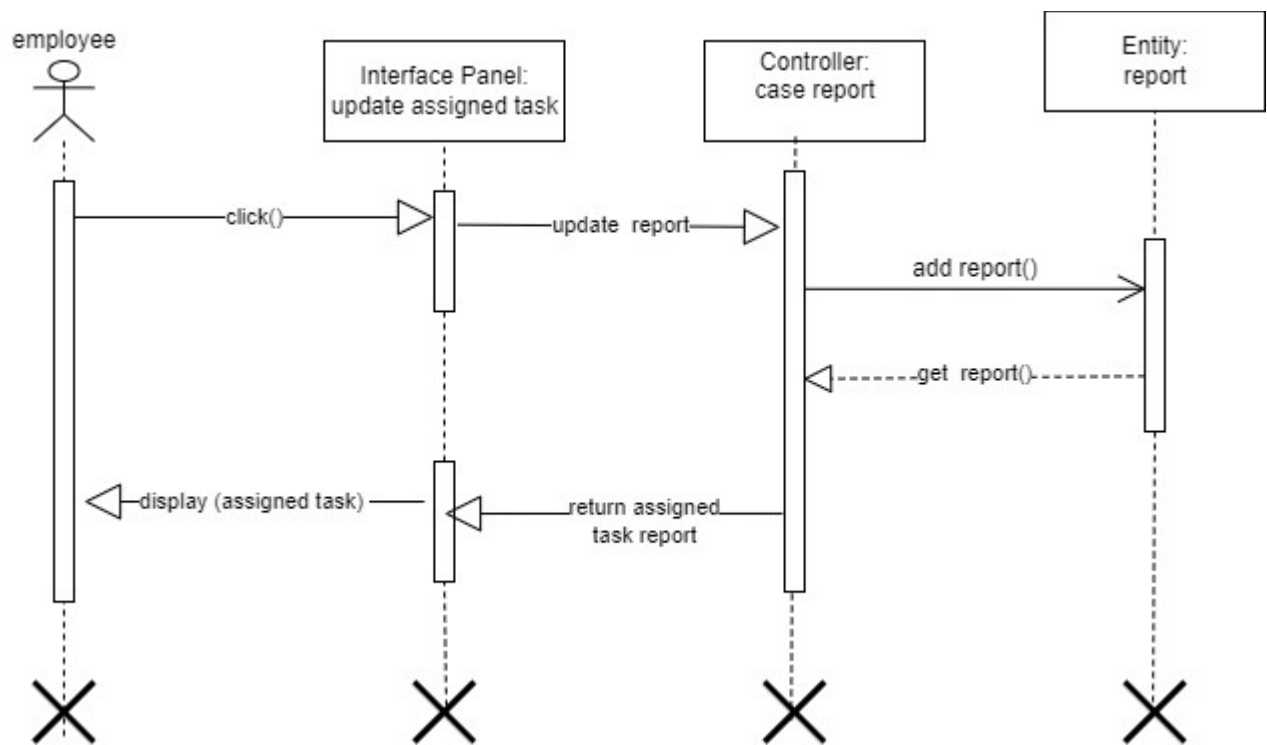 employee
Interface Panel:
update assigned task
Controller:
case report
Entity:
report
click()
update report
add report()
get report()
display (assigned task)
return assigned
task report